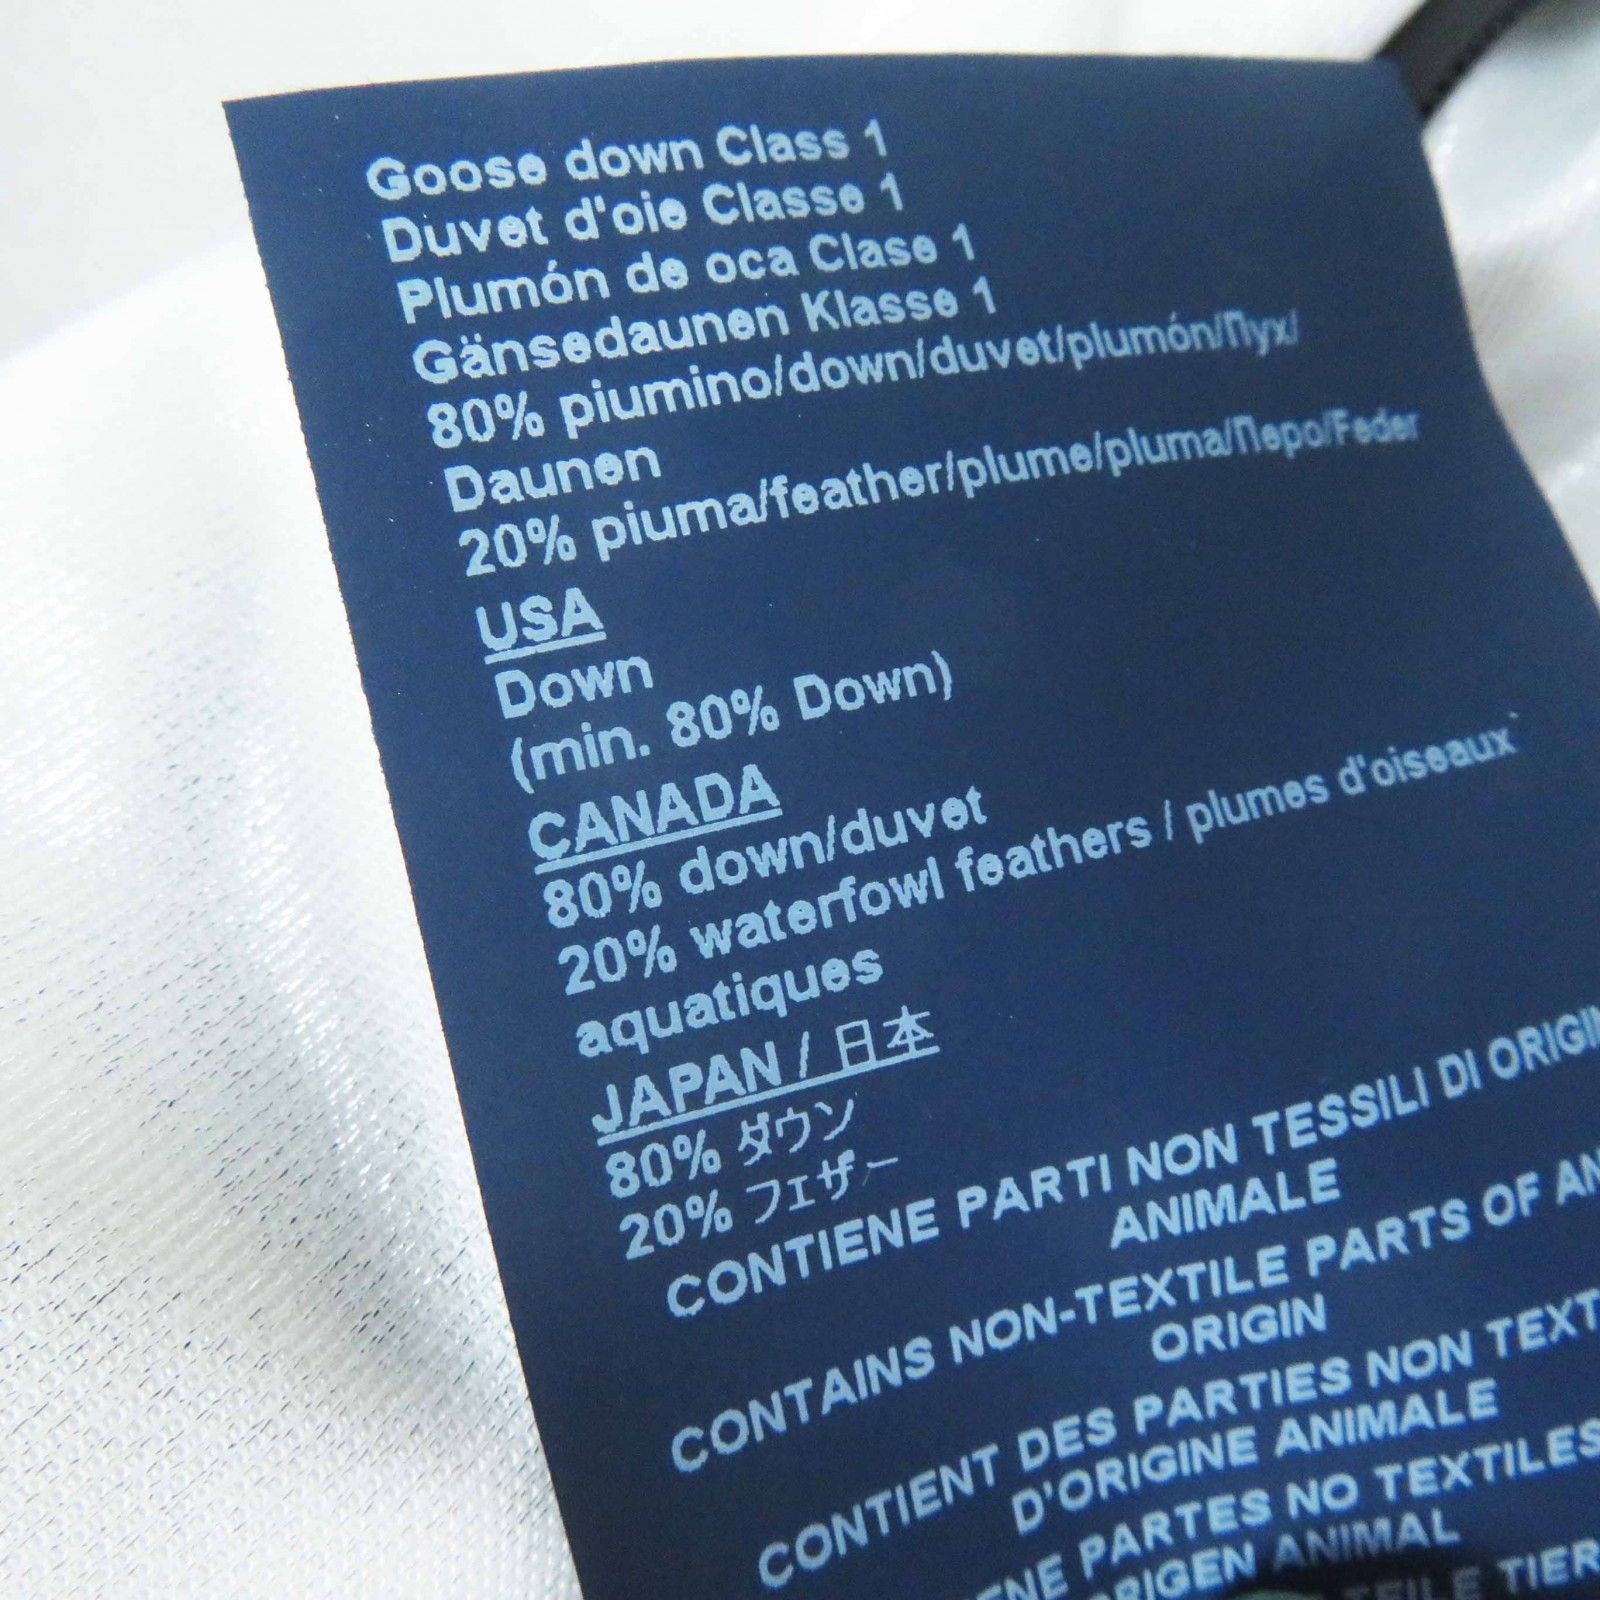 Goose down Class 1
Duvet d'oie Classe 1
Plumón de oca Clase 1
Gänsedaunen Klasse 1
80% piumino/down/duvet/plumón/Пух/
Daunen
20% piuma/feather/plume/pluma/Перо/Feder
USA
Down
(min. 80% Down)
CANADA
80% down/duvet
20% waterfowl feathers / plumes d'oiseaux
aquatiques
JAPAN / 日本
80% ダウン
20% フェザー
CONTIENE PARTI NON TESSILI DI ORIGIN
ANIMALE
CONTAINS NON-TEXTILE PARTS OF AN
ORIGIN
CONTIENT DES PARTIES NON TEXT
D'ORIGINE ANIMALE
ENE PARTES NO TEXTILES
ORIGEN ANIMAL
TIER